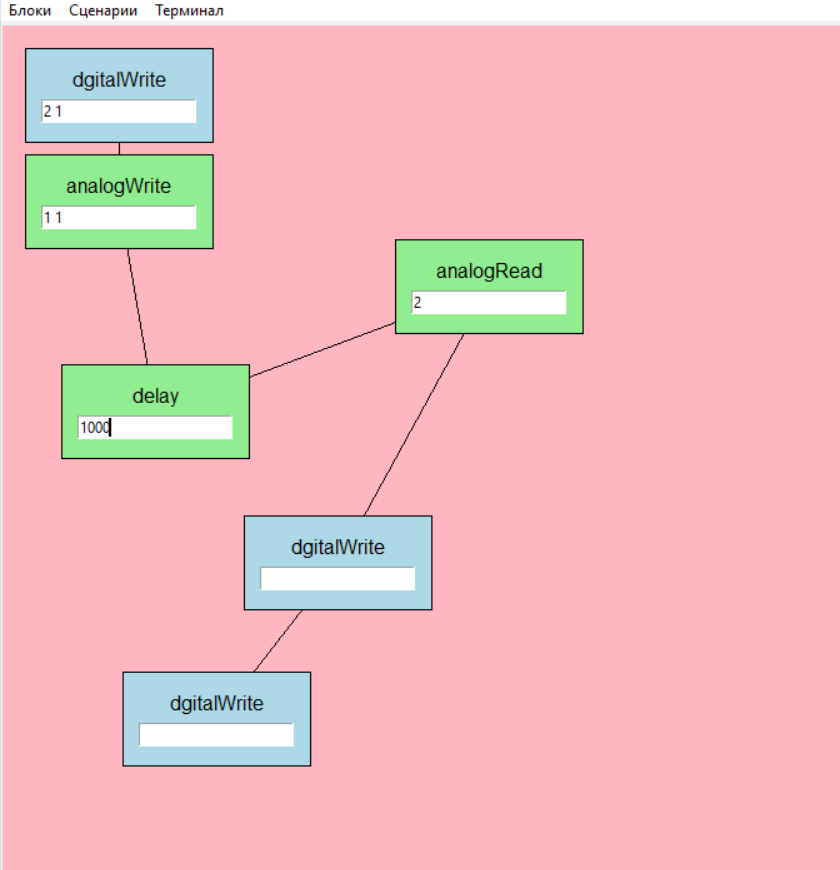 Блоки Сценарии Терминал
dgitalWrite
2 1
analogWrite
1 1
analogRead
2
delay
1000
dgitalWrite
dgitalWrite